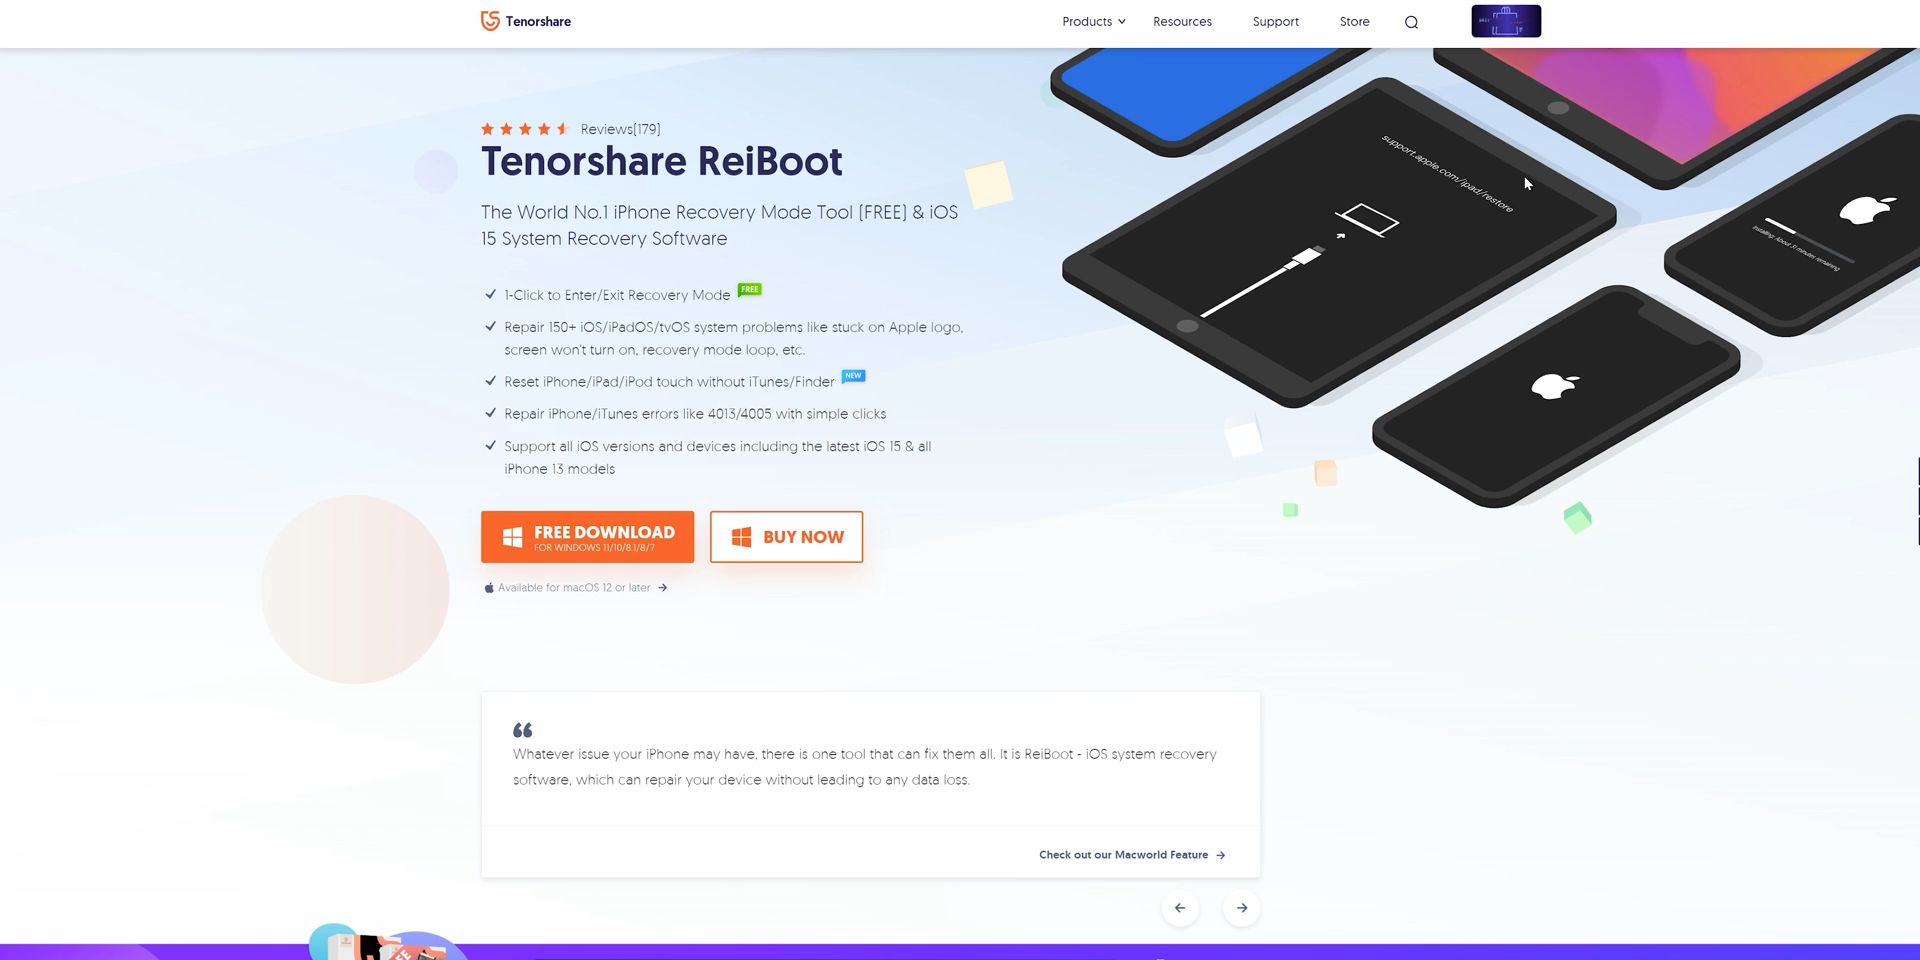 Tenorshare
Products
Resources
Support
Store
Reviews[179]
Tenorshare ReiBoot
The World No.1 iPhone Recovery Mode Tool [FREE] & iOS
15 System Recovery Software
1-Click to Enter/Exit Recovery Mode FREE
Repair 150+ iOS/iPadOS/tvOS system problems like stuck on Apple logo,
screen won't turn on, recovery mode loop, etc.
Reset iPhone/iPad/iPod touch without iTunes/Finder NEW
Repair iPhone/iTunes errors like 4013/4005 with simple clicks
Support all iOS versions and devices including the latest iOS 15 & all
iPhone 13 models
FREE DOWNLOAD
FOR WINDOWS 11/10/8.1/8/7
BUY NOW
Available for macOS 12 or later
support.apple.com/ipad/restore
Installing: About 31 minutes remaining
Whatever issue your iPhone may have, there is one tool that can fix them all. It is ReiBoot - iOS system recovery
software, which can repair your device without leading to any data loss.
Check out our Macworld Feature